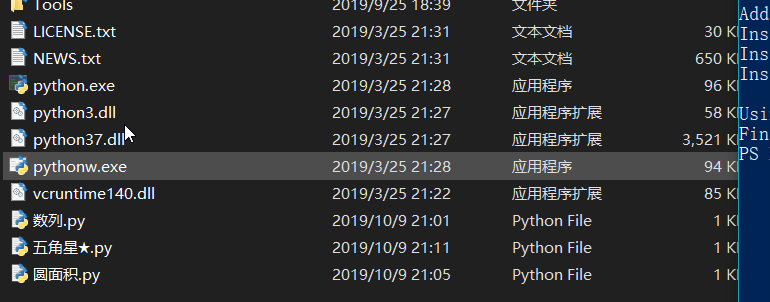 Tools 2019/9/25 18:39 文件夹
LICENSE.txt 2019/3/25 21:31 文本文档 30 K
NEWS.txt 2019/3/25 21:31 文本文档 650 K
python.exe 2019/3/25 21:28 应用程序 96 K
python3.dll 2019/3/25 21:27 应用程序扩展 58 K
python37.dll 2019/3/25 21:27 应用程序扩展 3,521 K
pythonw.exe 2019/3/25 21:28 应用程序 94 K
vcruntime140.dll 2019/3/25 21:22 应用程序扩展 85 K
数列.py 2019/10/9 21:01 Python File 1 K
五角星★.py 2019/10/9 21:11 Python File 1 K
圆面积.py 2019/10/9 21:05 Python File 1 K
Add
Ins
Ins
Ins
Usi
Fin
PS